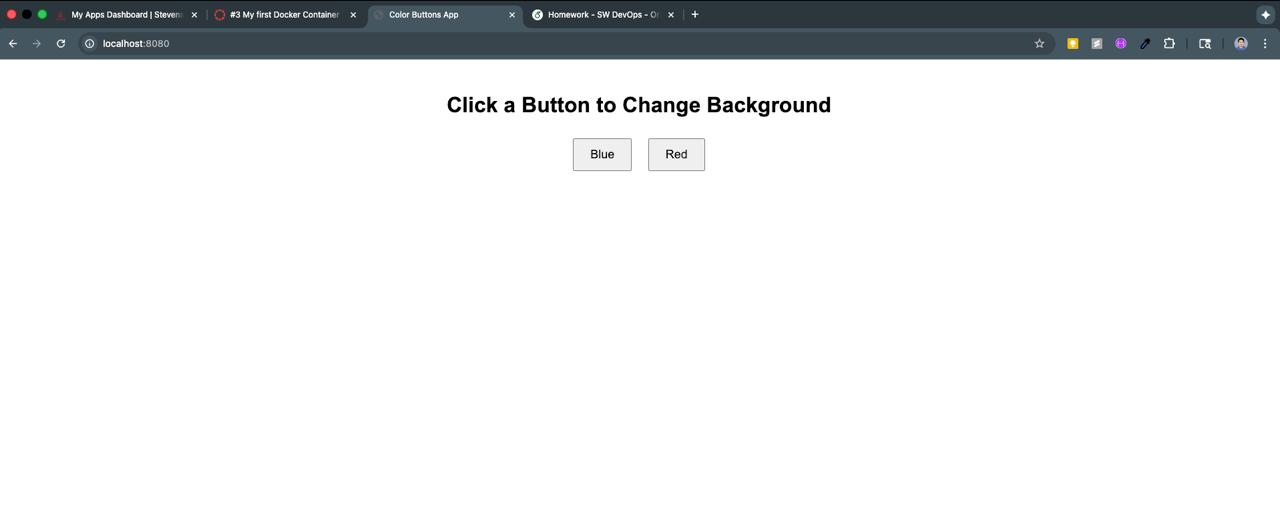 My Apps Dashboard | Steven
#3 My first Docker Container
Color Buttons App
Homework - SW DevOps - O
localhost:8080
Click a Button to Change Background
Blue
Red